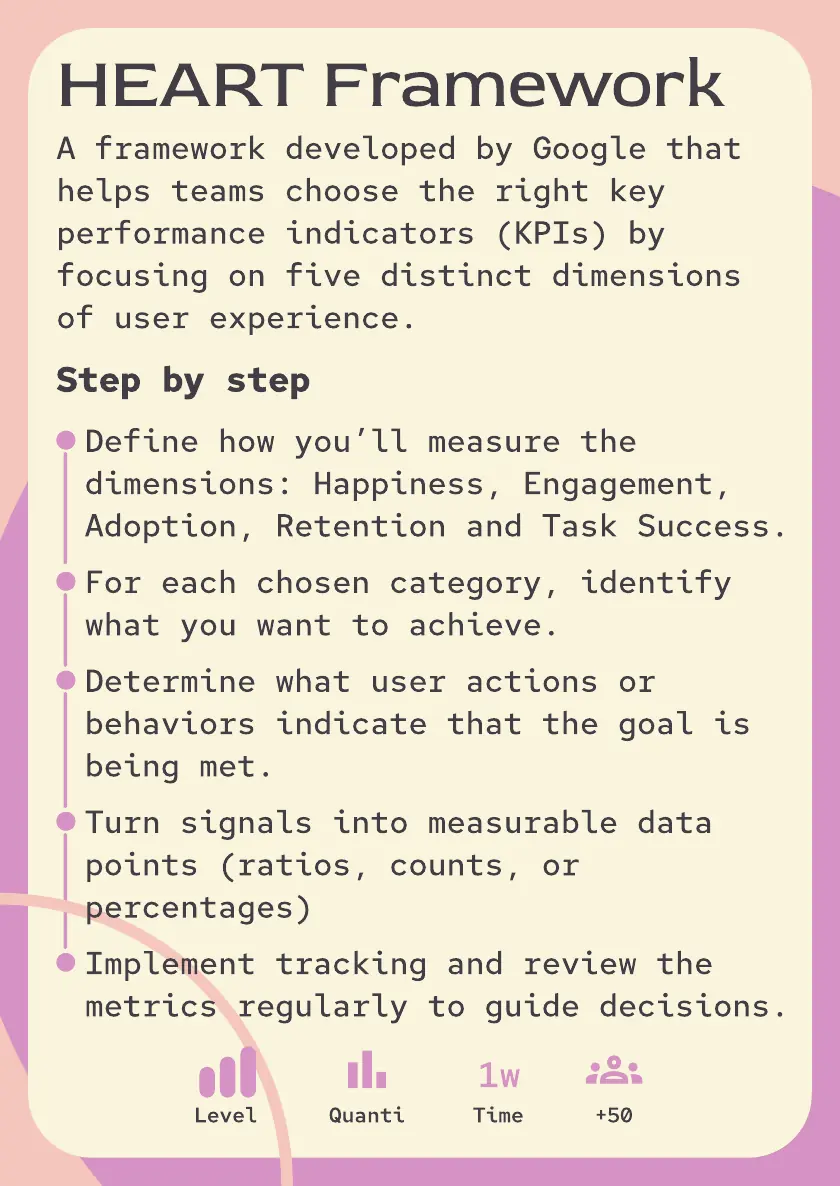 HEART Framework
A framework developed by Google that
helps teams choose the right key
performance indicators (KPIs) by
focusing on five distinct dimensions
of user experience.
Step by step
Define how you’ll measure the
dimensions: Happiness, Engagement,
Adoption, Retention and Task Success.
For each chosen category, identify
what you want to achieve.
Determine what user actions or
behaviors indicate that the goal is
being met.
Turn signals into measurable data
points (ratios, counts, or
percentages)
Implement tracking and review the
metrics regularly to guide decisions.
1w
Level Quanti Time +50